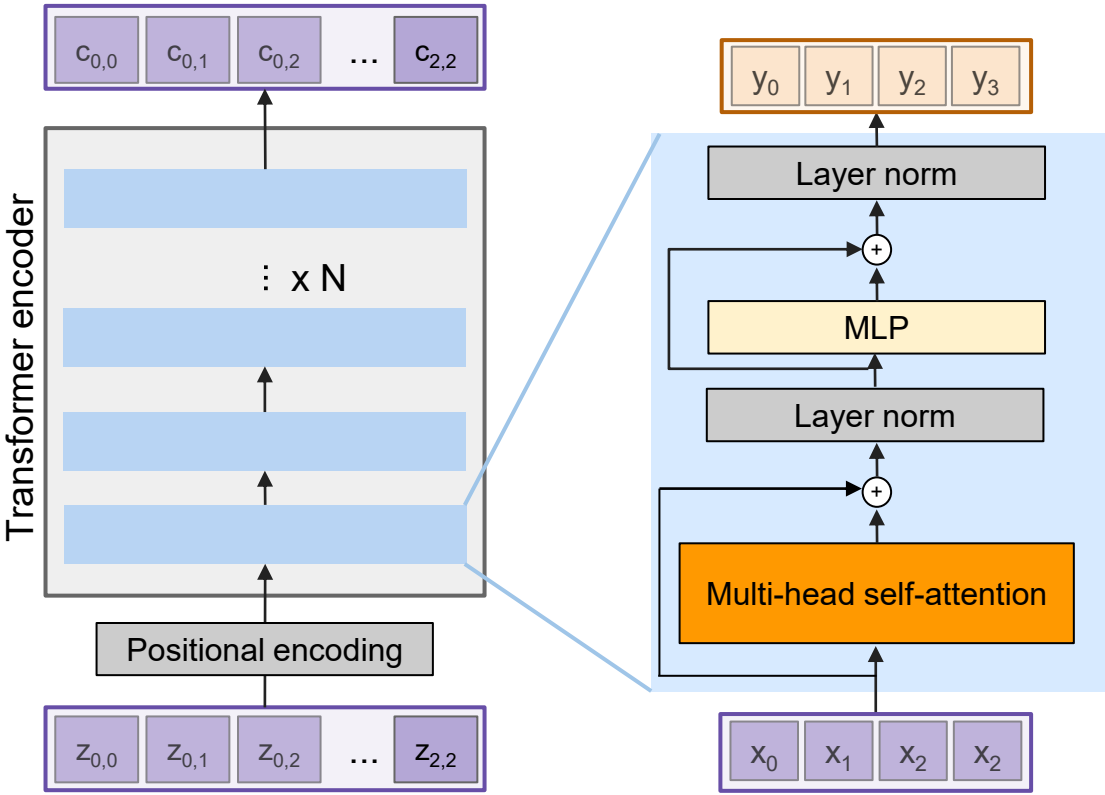 c0,0 c0,1 c0,2 ... c2,2
Transformer encoder
⋮ x N
Positional encoding
z0,0 z0,1 z0,2 ... z2,2
y0 y1 y2 y3
Layer norm
+
MLP
Layer norm
+
Multi-head self-attention
x0 x1 x2 x2